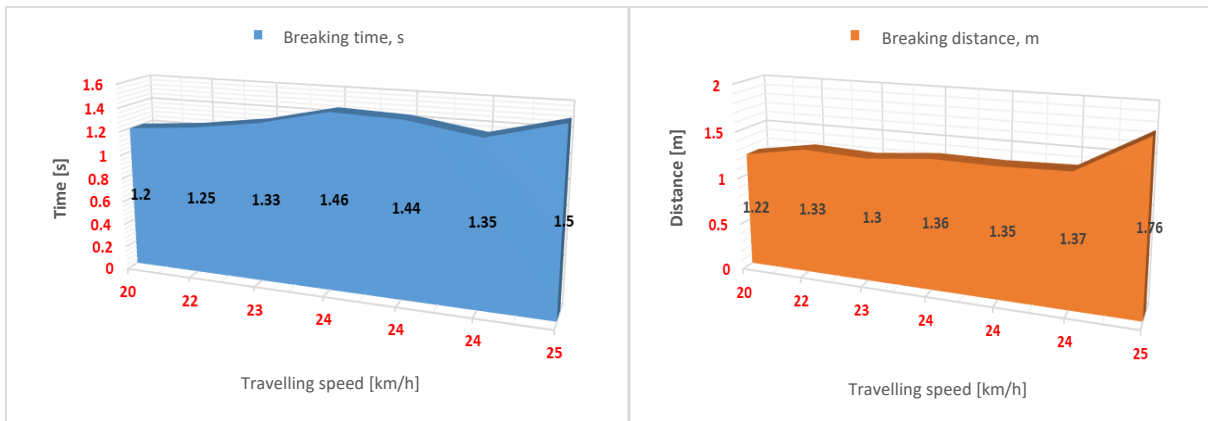 Breaking time, s
1.6
1.4
1.2
1
0.8
0.6
0.4
0.2
0
Time [s]
1.2 1.25 1.33 1.46 1.44 1.35 1.5
20 22 23 24 24 24 25
Travelling speed [km/h]
Breaking distance, m
2
1.5
1
0.5
0
Distance [m]
1.22 1.33 1.3 1.36 1.35 1.37 1.76
20 22 23 24 24 24 25
Travelling speed [km/h]